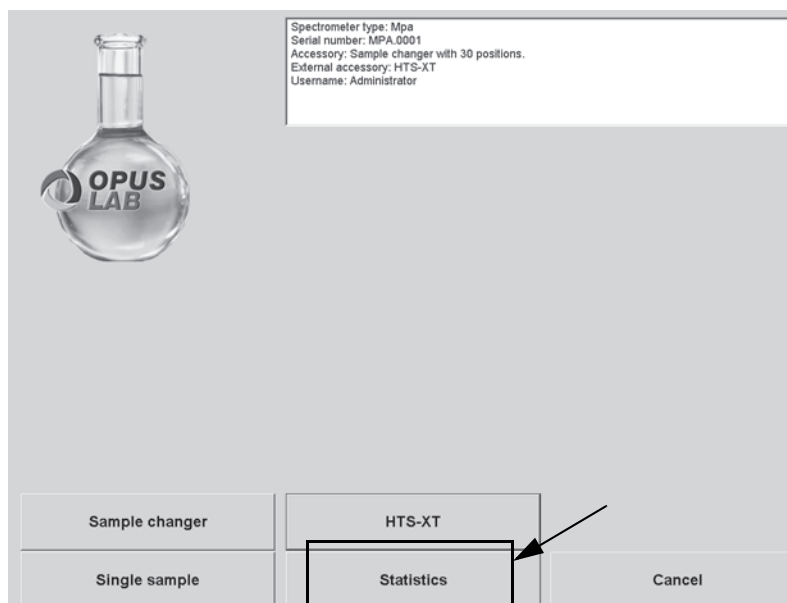 Spectrometer type: Mpa
Serial number: MPA.0001
Accessory: Sample changer with 30 positions.
External accessory: HTS-XT
Username: Administrator
OPUS
LAB
Sample changer
HTS-XT
Single sample
Statistics
Cancel